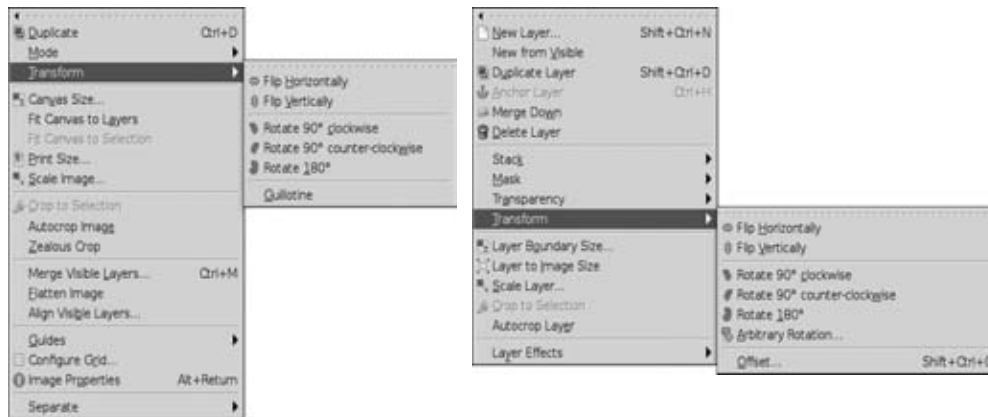 Duplicate Ctrl+D
Mode
Transform
Canvas Size...
Fit Canvas to Layers
Fit Canvas to Selection
Print Size...
Scale Image...
Crop to Selection
Autocrop Image
Zealous Crop
Merge Visible Layers... Ctrl+M
Flatten Image
Align Visible Layers...
Guides
Configure Grid...
Image Properties Alt+Return
Separate
Flip Horizontally
Flip Vertically
Rotate 90° clockwise
Rotate 90° counter-clockwise
Rotate 180°
Guillotine
New Layer... Shift+Ctrl+N
New from Visible
Duplicate Layer Shift+Ctrl+D
Anchor Layer Ctrl+H
Merge Down
Delete Layer
Stack
Mask
Transparency
Transform
Layer Boundary Size...
Layer to Image Size
Scale Layer...
Crop to Selection
Autocrop Layer
Layer Effects
Flip Horizontally
Flip Vertically
Rotate 90° clockwise
Rotate 90° counter-clockwise
Rotate 180°
Arbitrary Rotation...
Offset... Shift+Ctrl+